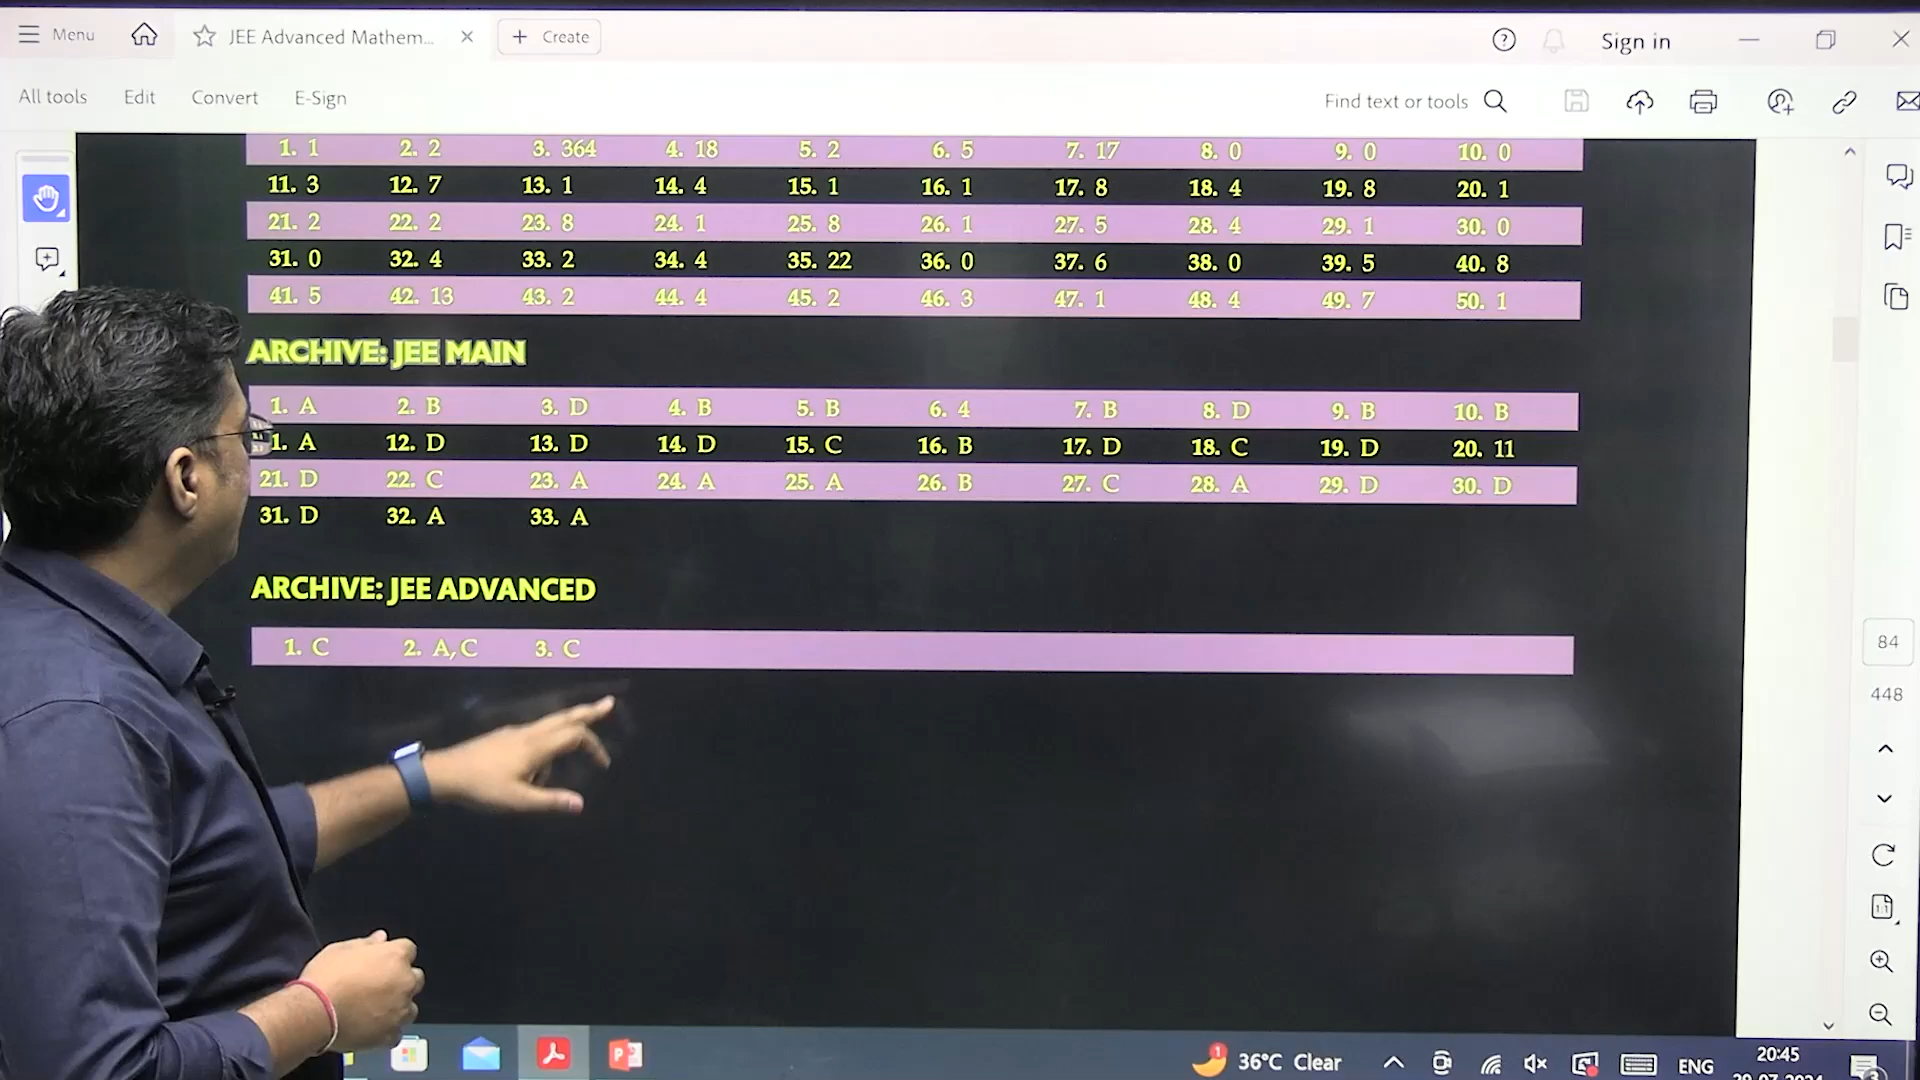 Menu JEE Advanced Mathem... Create Sign in
All tools Edit Convert E-Sign Find text or tools
1. 1 2. 2 3. 364 4. 18 5. 2 6. 5 7. 17 8. 0 9. 0 10. 0
11. 3 12. 7 13. 1 14. 4 15. 1 16. 1 17. 8 18. 4 19. 8 20. 1
21. 2 22. 2 23. 8 24. 1 25. 8 26. 1 27. 5 28. 4 29. 1 30. 0
31. 0 32. 4 33. 2 34. 4 35. 22 36. 0 37. 6 38. 0 39. 5 40. 8
41. 5 42. 13 43. 2 44. 4 45. 2 46. 3 47. 1 48. 4 49. 7 50. 1
ARCHIVE: JEE MAIN
1. A 2. B 3. D 4. B 5. B 6. 4 7. B 8. D 9. B 10. B
1. A 12. D 13. D 14. D 15. C 16. B 17. D 18. C 19. D 20. 11
21. D 22. C 23. A 24. A 25. A 26. B 27. C 28. A 29. D 30. D
31. D 32. A 33. A
ARCHIVE: JEE ADVANCED
1. C 2. A, C 3. C
84
448
1:1
1 36°C Clear ENG 20:45